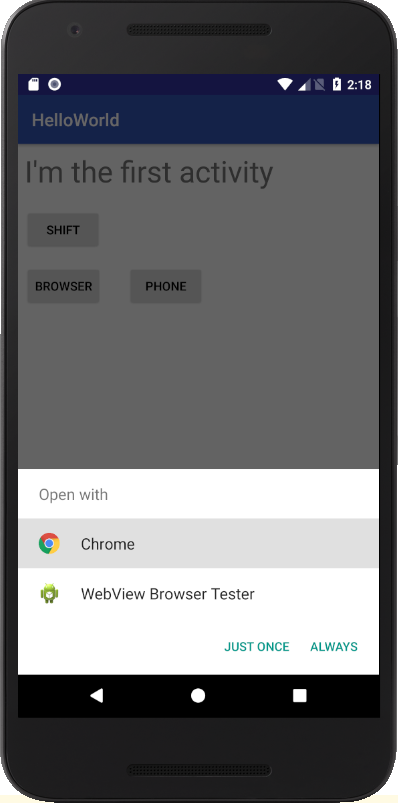 2:18
HelloWorld
I'm the first activity
SHIFT
BROWSER PHONE
Open with
Chrome
WebView Browser Tester
JUST ONCE ALWAYS